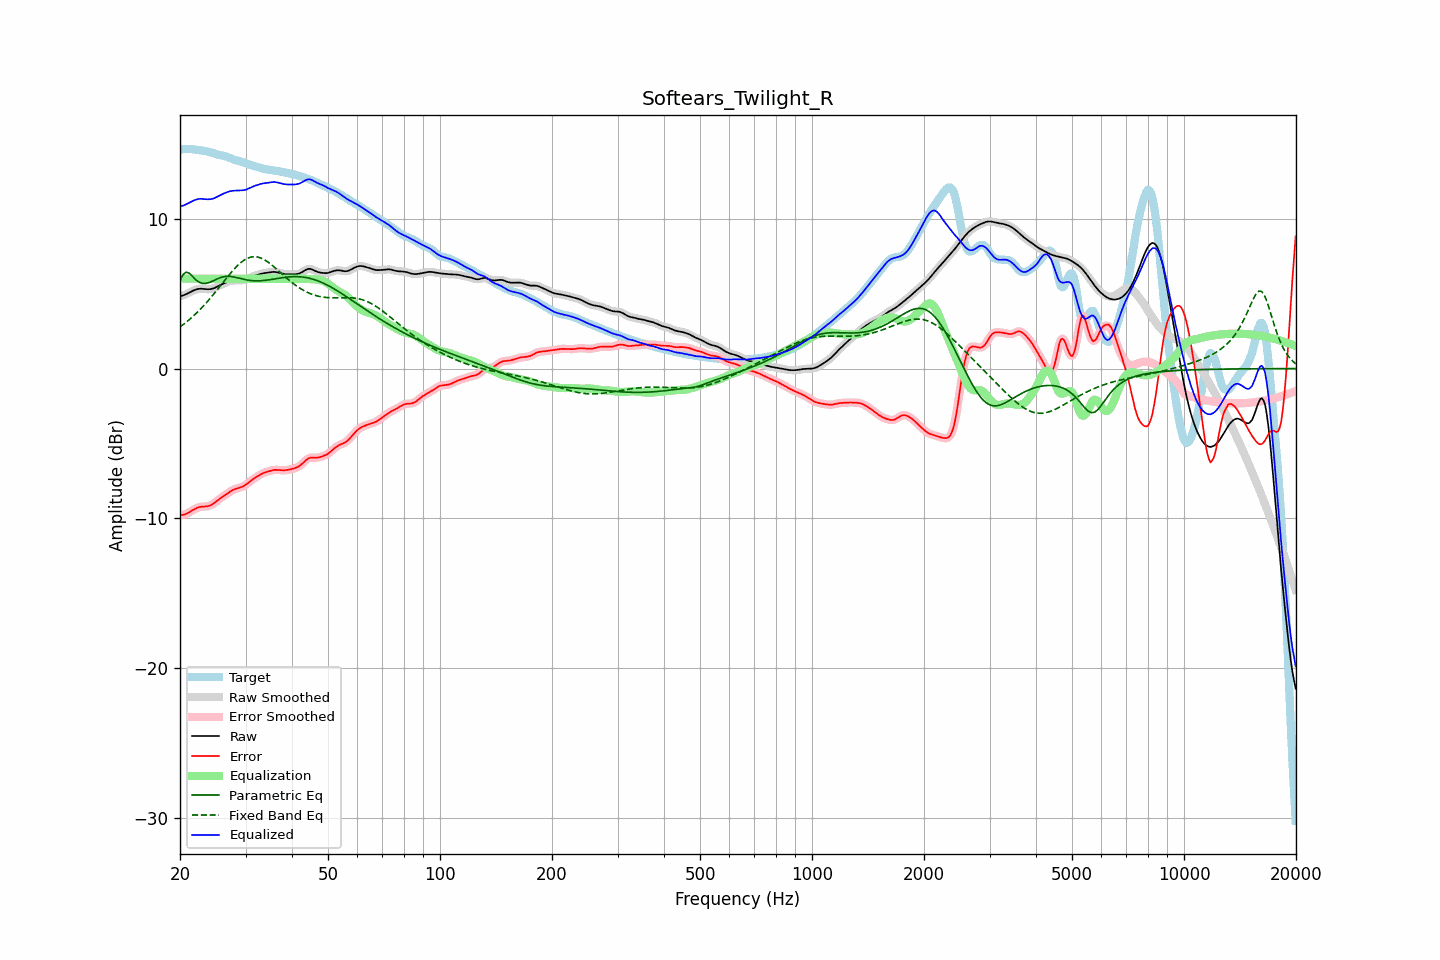 Softears_Twilight_R
Amplitude (dBr)
10
0
−10
−20
−30
Target
Raw Smoothed
Error Smoothed
Raw
Error
Equalization
Parametric Eq
Fixed Band Eq
Equalized
20 50 100 200 500 1000 2000 5000 10000 20000
Frequency (Hz)